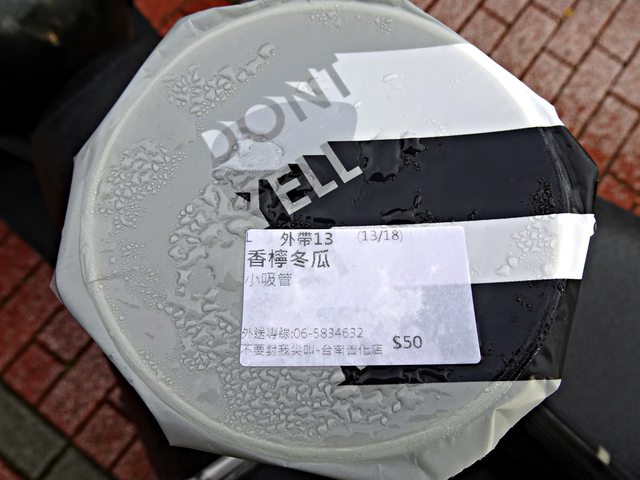 DONT
YELL
L 外帶13 (13/18)
香檸冬瓜
小吸管
外送專線:06-5834632
不要對我尖叫-台南善化店 $50